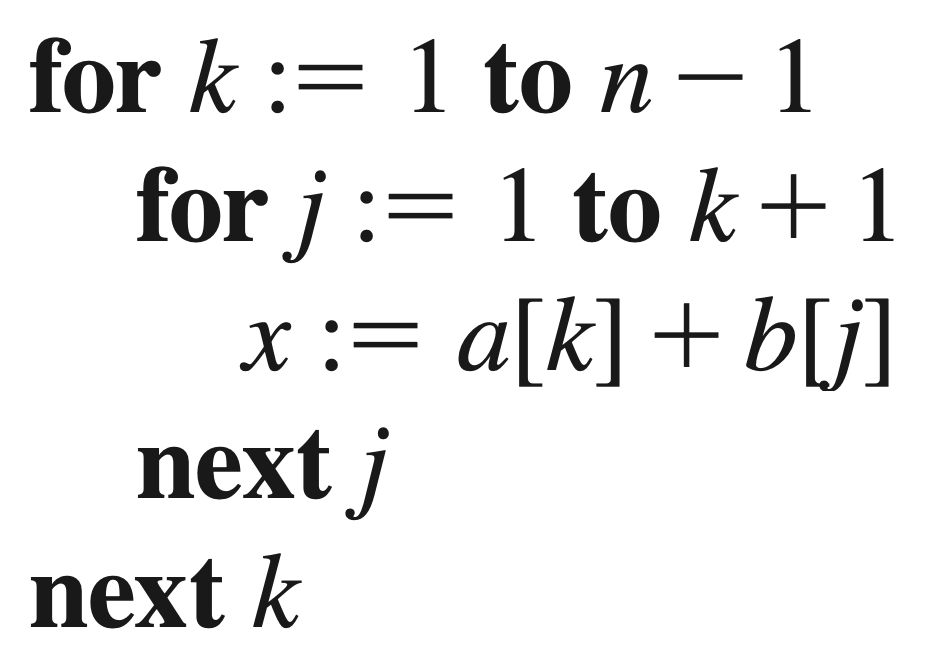 for k := 1 to n − 1
for j := 1 to k + 1
x := a[k] + b[j]
next j
next k